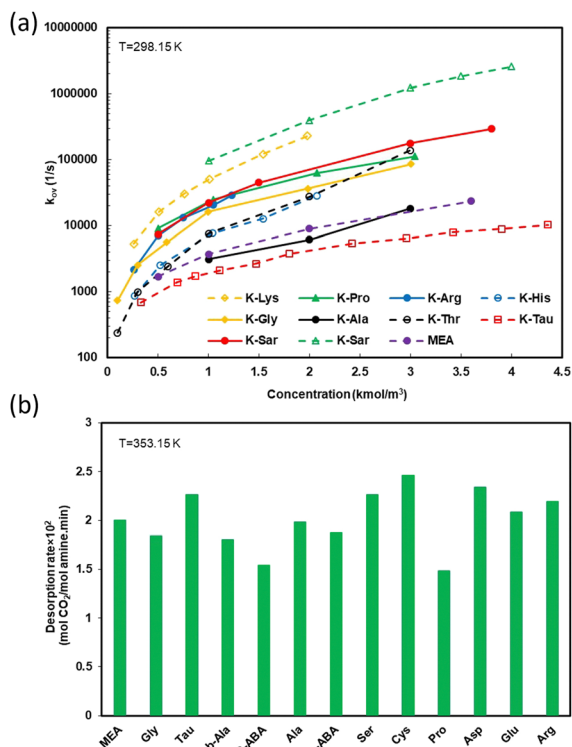 (a)
T=298.15 K
10000000
1000000
100000
10000
1000
100
kov (1/s)
0 0.5 1 1.5 2 2.5 3 3.5 4 4.5
Concentration (kmol/m³)
K-Lys K-Pro K-Arg K-His
K-Gly K-Ala K-Thr K-Tau
K-Sar K-Sar MEA
(b)
T=353.15 K
3
2.5
2
1.5
1
0.5
0
Desorption rate×10²
(mol CO₂/mol amine.min)
MEA Gly Tau b-Ala Ala Ser Cys Pro Asp Glu Arg